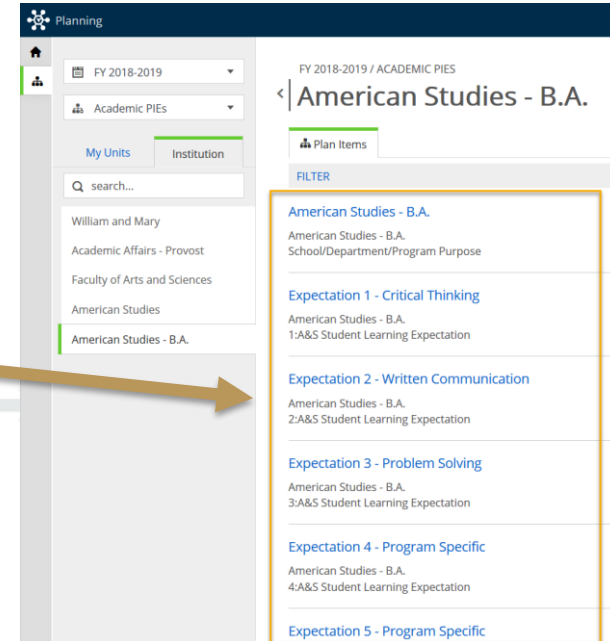 Planning
FY 2018-2019
Academic PIEs
My Units
Institution
search...
William and Mary
Academic Affairs - Provost
Faculty of Arts and Sciences
American Studies
American Studies - B.A.
FY 2018-2019 / ACADEMIC PIES
American Studies - B.A.
Plan Items
FILTER
American Studies - B.A.
American Studies - B.A.
School/Department/Program Purpose
Expectation 1 - Critical Thinking
American Studies - B.A.
1:A&S Student Learning Expectation
Expectation 2 - Written Communication
American Studies - B.A.
2:A&S Student Learning Expectation
Expectation 3 - Problem Solving
American Studies - B.A.
3:A&S Student Learning Expectation
Expectation 4 - Program Specific
American Studies - B.A.
4:A&S Student Learning Expectation
Expectation 5 - Program Specific